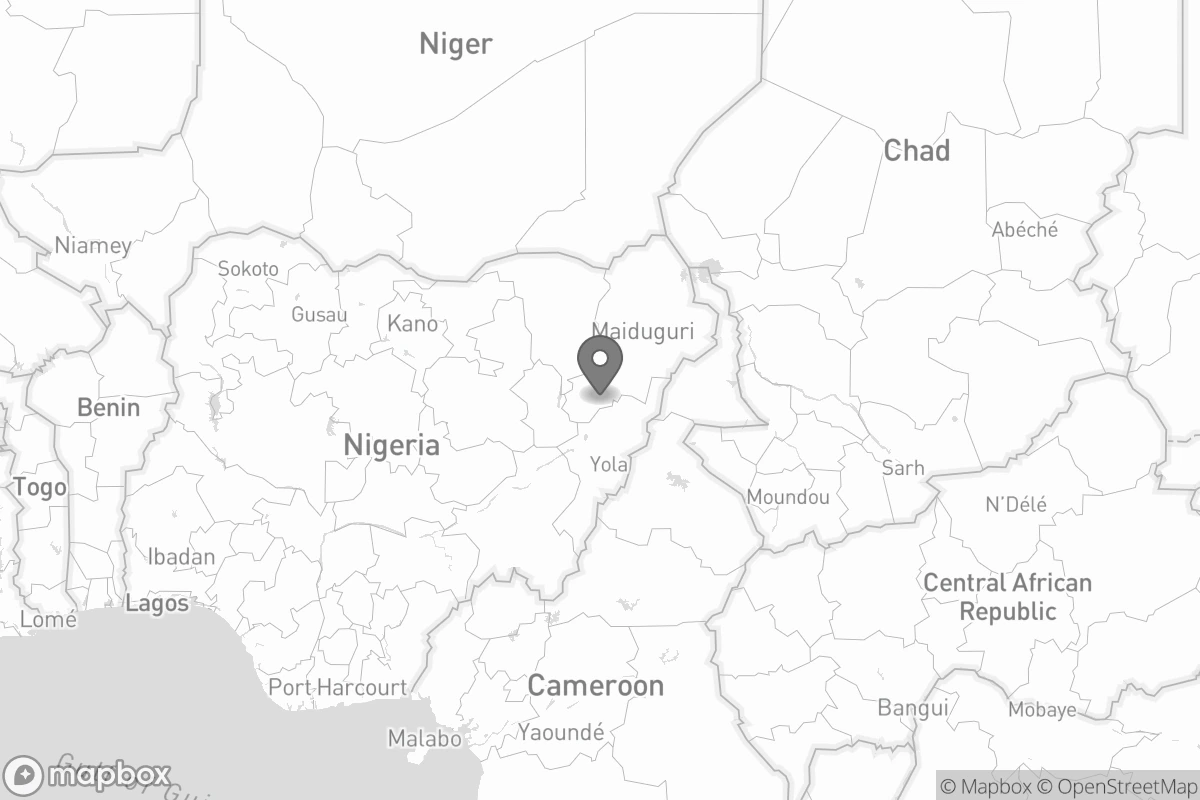 Niger
Chad
Abéché
Niamey
Sokoto
Gusau
Kano
Maiduguri
Benin
Nigeria
Yola
Sarh
Togo
Moundou
N'Délé
Ibadan
Central African
Republic
Lagos
Lomé
Port Harcourt
Cameroon
Bangui
Mobaye
Malabo
Yaoundé
mapbox
© Mapbox © OpenStreetMap